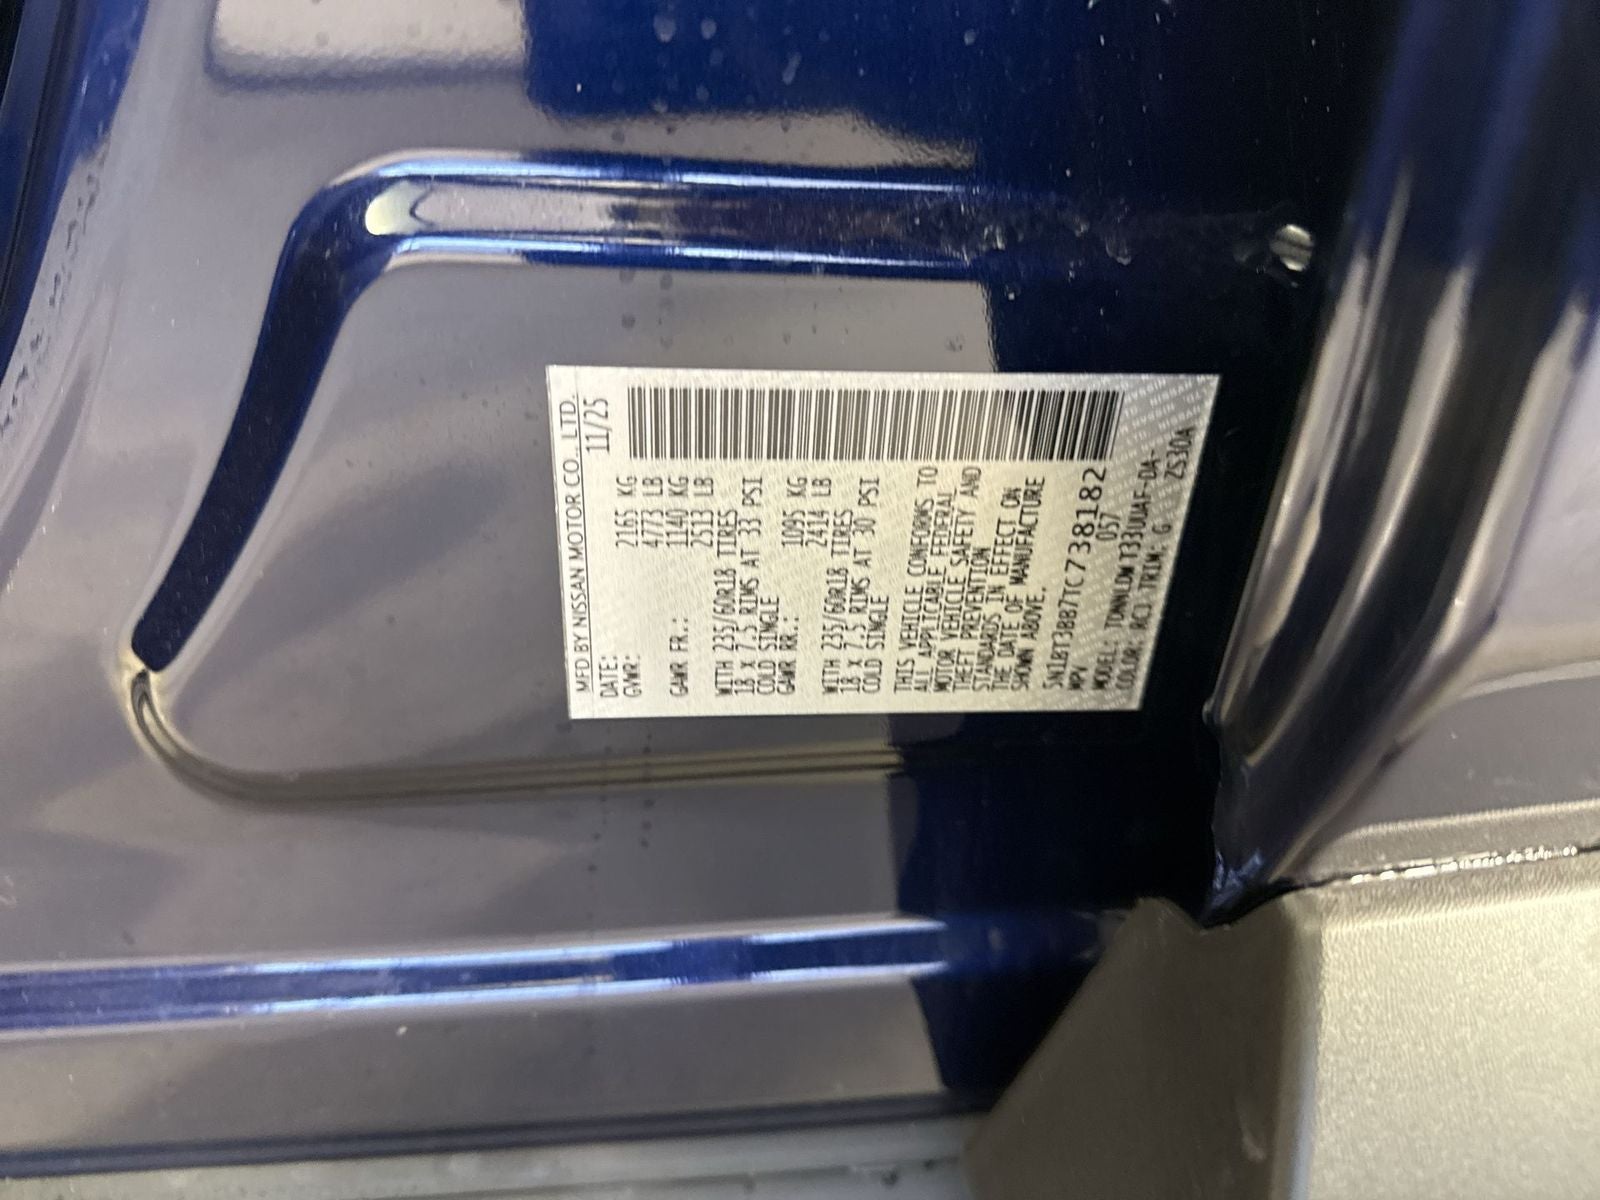 MFD BY NISSAN MOTOR CO., LTD.
DATE: 11/25
GVWR: 2165 KG
4773 LB
GAWR FR.: 1140 KG
2513 LB
WITH 235/60R18 TIRES
18 X 7.5 RIMS AT 33 PSI
COLD SINGLE
GAWR RR.: 1095 KG
2414 LB
WITH 235/60R18 TIRES
18 X 7.5 RIMS AT 30 PSI
COLD SINGLE
THIS VEHICLE CONFORMS TO
ALL APPLICABLE FEDERAL
MOTOR VEHICLE SAFETY AND
THEFT PREVENTION
STANDARDS IN EFFECT ON
THE DATE OF MANUFACTURE
SHOWN ABOVE.
5N1BT3BB7TC738182
MPV 057
MODEL: TONNLDW T33UUAF-DA-
COLOR: RCJ TRIM: G ZS30A